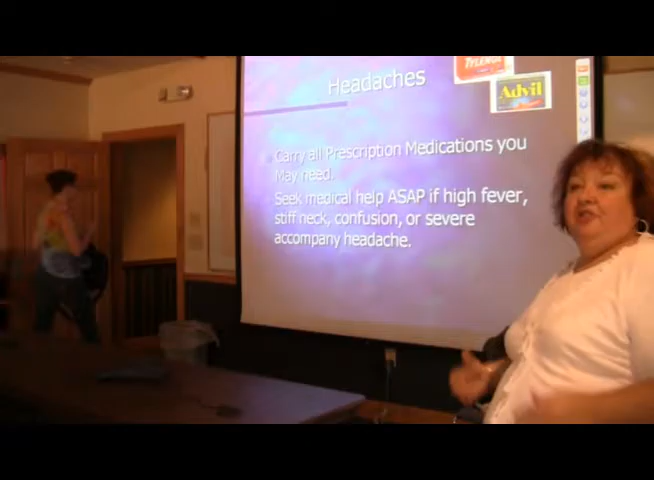 TYLENOL
Advil
Headaches
Carry all Prescription Medications you
May need.
Seek medical help ASAP if high fever,
stiff neck, confusion, or severe
accompany headache.